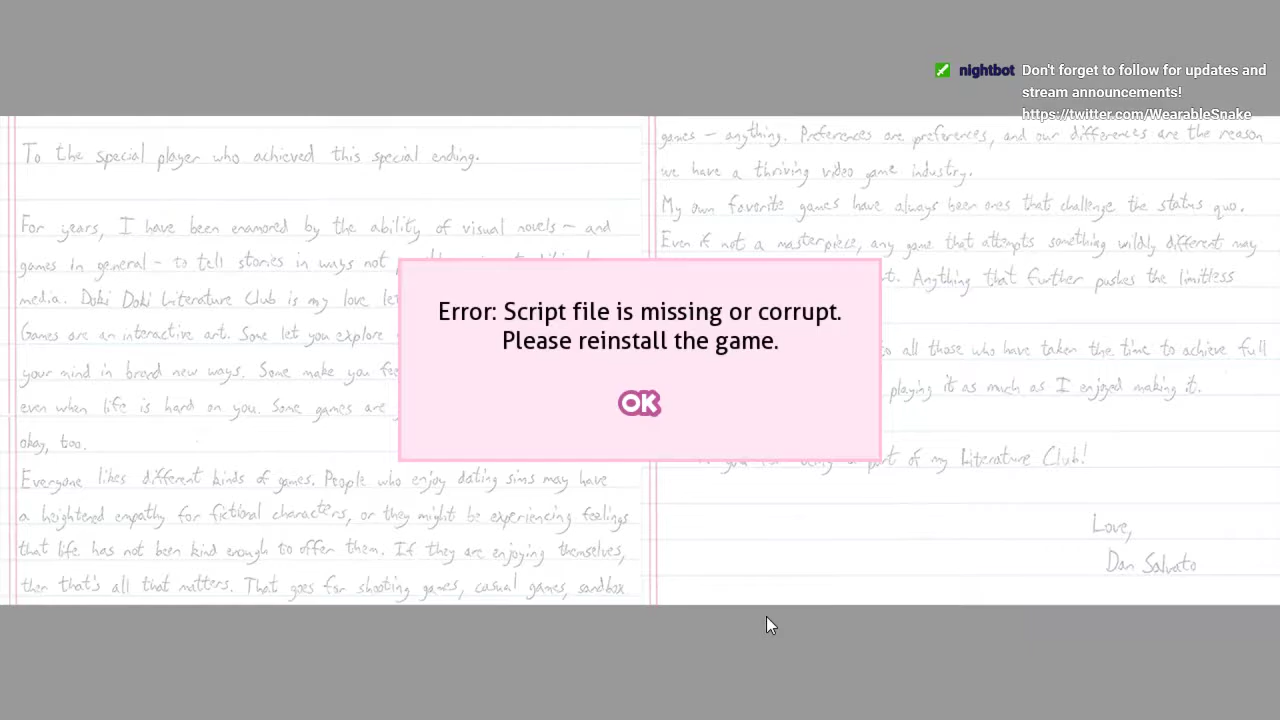 nightbot Don't forget to follow for updates and
stream announcements!
https://twitter.com/WearableSnake
To the special player who achieved this special ending.
For years, I have been enamored by the ability of visual novels - and
games in general - to tell stories in ways not
media. Doki Doki Literature Club is my love
Games are an interactive art. Some let you explore
your mind in brand new ways. Some make you
even when life is hard on you. Some games are
okay, too.
Everyone likes different kinds of games. People who enjoy dating sims may have
a heightened empathy for fictional characters, or they might be experiencing feelings
that life has not been kind enough to offer them. If they are enjoying themselves,
then that's all that matters. That goes for shooting games, casual games, sandbox
games - anything. Preferences are preferences, and our differences are the reason
we have a thriving video game industry.
My own favorite games have always been ones that challenge the status quo.
Even if not a masterpiece, any game that attempts something wildly different may
Anything that further pushes the limitless
all those who have taken the time to achieve full
playing it as much as I enjoyed making it.
part of my Literature Club!
Love,
Dan Salvato
Error: Script file is missing or corrupt.
Please reinstall the game.
OK